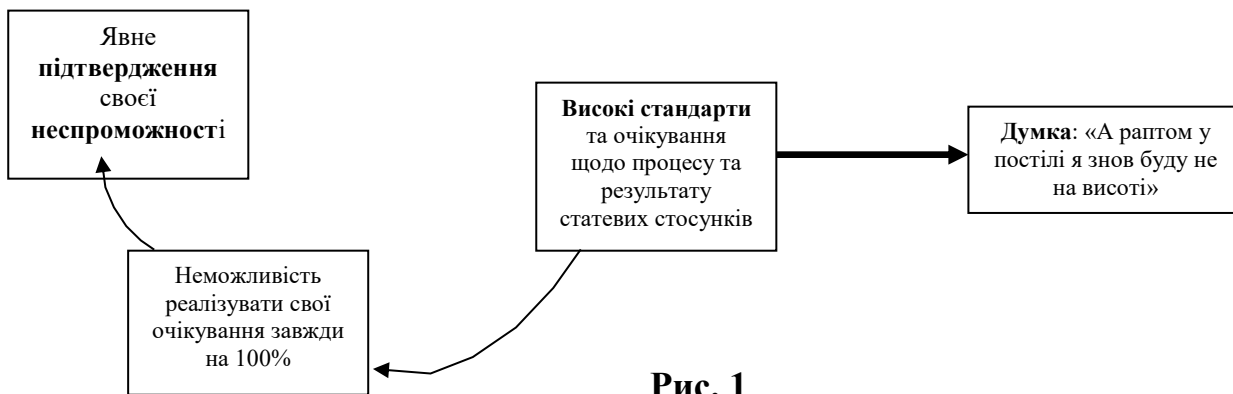 Явне
підтвердження
своєї
неспроможності
Високі стандарти
та очікування
щодо процесу та
результату
статевих стосунків
Думка: «А раптом у
постілі я знов буду не
на висоті»
Неможливість
реалізувати свої
очікування завжди
на 100%
Рис. 1